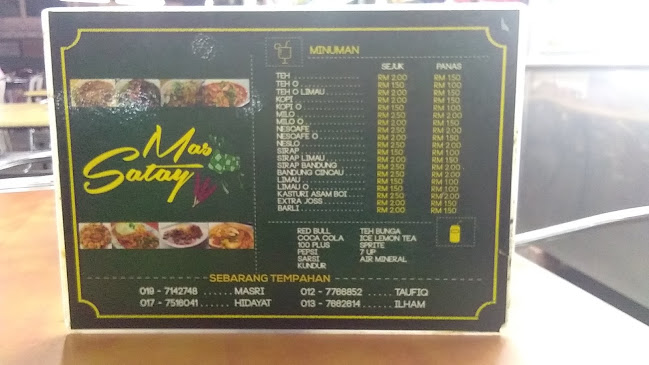 Mas
Satay
MINUMAN
SEJUK PANAS
TEH RM 2.00 RM 1.50
TEH O RM 1.50 RM 1.00
TEH O LIMAU RM 2.00 RM 1.50
KOPI RM 2.00 RM 1.50
KOPI O RM 1.50 RM 1.00
MILO RM 2.50 RM 2.00
MILO O RM 2.00 RM 1.50
NESCAFE RM 2.50 RM 2.00
NESCAFE O RM 2.00 RM 1.50
NESLO RM 2.50 RM 2.00
SIRAP RM 1.50 RM 1.00
SIRAP LIMAU RM 2.00 RM 1.50
SIRAP BANDUNG RM 2.00 RM 1.50
BANDUNG CINCAU RM 2.50 RM 2.00
LIMAU RM 2.00 RM 1.50
LIMAU O RM 1.50 RM 1.00
KASTURI ASAM BOI RM 2.50 RM 2.00
EXTRA JOSS RM 2.50 RM 2.00
BARLI RM 2.00 RM 1.50
RED BULL TEH BUNGA
COCA COLA ICE LEMON TEA
100 PLUS SPRITE
PEPSI 7 UP
SARSI AIR MINERAL
KUNDUR
SEBARANG TEMPAHAN
019 - 7142748 ...... MASRI 012 - 7788852 ..... TAUFIQ
017 - 7518041 ...... HIDAYAT 013 - 7882814 ..... ILHAM